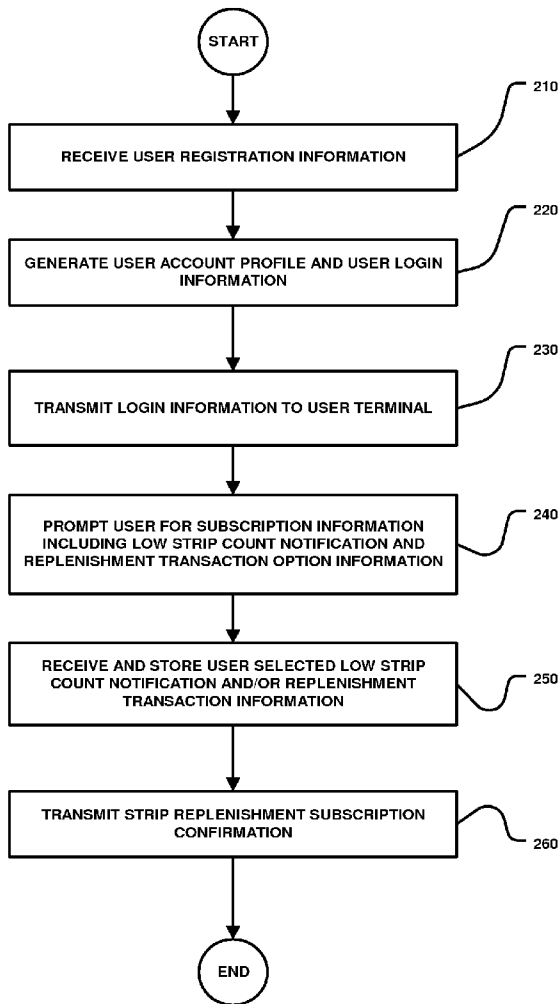 START
210
RECEIVE USER REGISTRATION INFORMATION
220
GENERATE USER ACCOUNT PROFILE AND USER LOGIN
INFORMATION
230
TRANSMIT LOGIN INFORMATION TO USER TERMINAL
240
PROMPT USER FOR SUBSCRIPTION INFORMATION
INCLUDING LOW STRIP COUNT NOTIFICATION AND
REPLENISHMENT TRANSACTION OPTION INFORMATION
250
RECEIVE AND STORE USER SELECTED LOW STRIP
COUNT NOTIFICATION AND/OR REPLENISHMENT
TRANSACTION INFORMATION
TRANSMIT STRIP REPLENISHMENT SUBSCRIPTION
CONFIRMATION
260
END